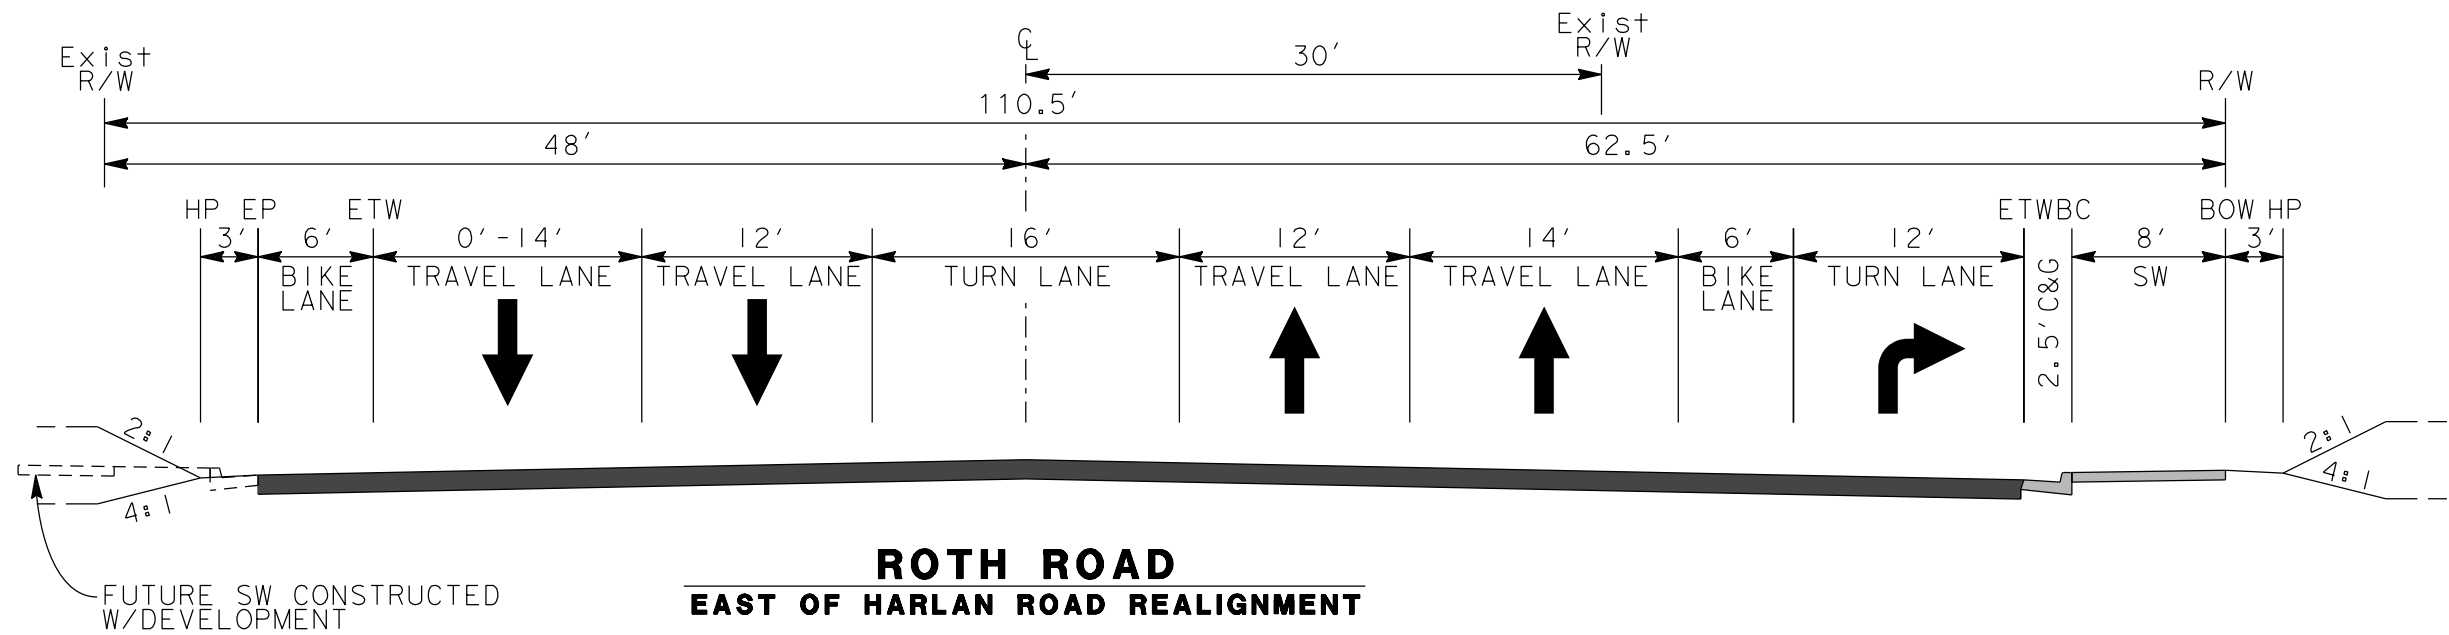 Exist
R/W
℄
30'
Exist
R/W
R/W
110.5'
48'
62.5'
HP EP ETW
ETWBC BOW HP
3' 6' 0'-14' 12' 16' 12' 14' 6' 12' 8' 3'
BIKE
LANE
TRAVEL LANE
TRAVEL LANE
TURN LANE
TRAVEL LANE
TRAVEL LANE
BIKE
LANE
TURN LANE
2.5' C&G
SW
2:1
4:1
2:1
4:1
FUTURE SW CONSTRUCTED
W/DEVELOPMENT
ROTH ROAD
EAST OF HARLAN ROAD REALIGNMENT